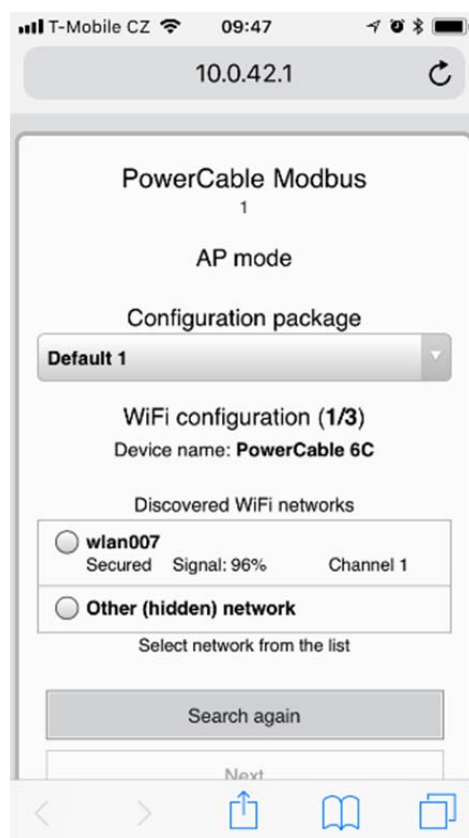 T-Mobile CZ 09:47
10.0.42.1
PowerCable Modbus
1
AP mode
Configuration package
Default 1
WiFi configuration (1/3)
Device name: PowerCable 6C
Discovered WiFi networks
wlan007
Secured Signal: 96% Channel 1
Other (hidden) network
Select network from the list
Search again
Next